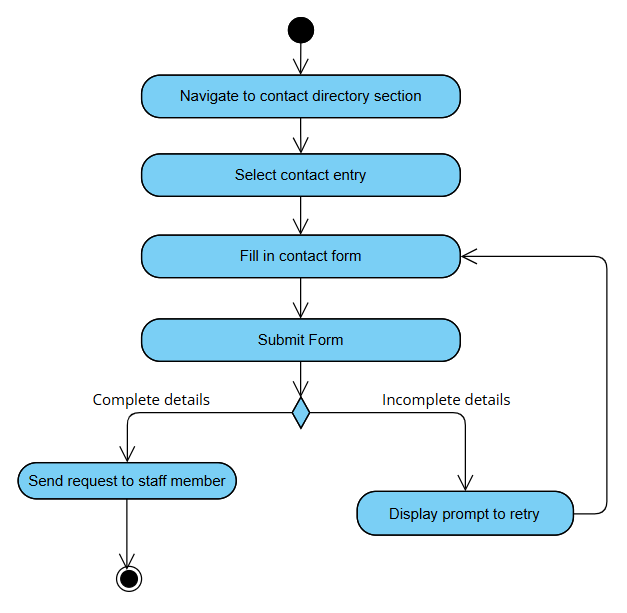 Navigate to contact directory section
Select contact entry
Fill in contact form
Submit Form
Complete details
Incomplete details
Send request to staff member
Display prompt to retry